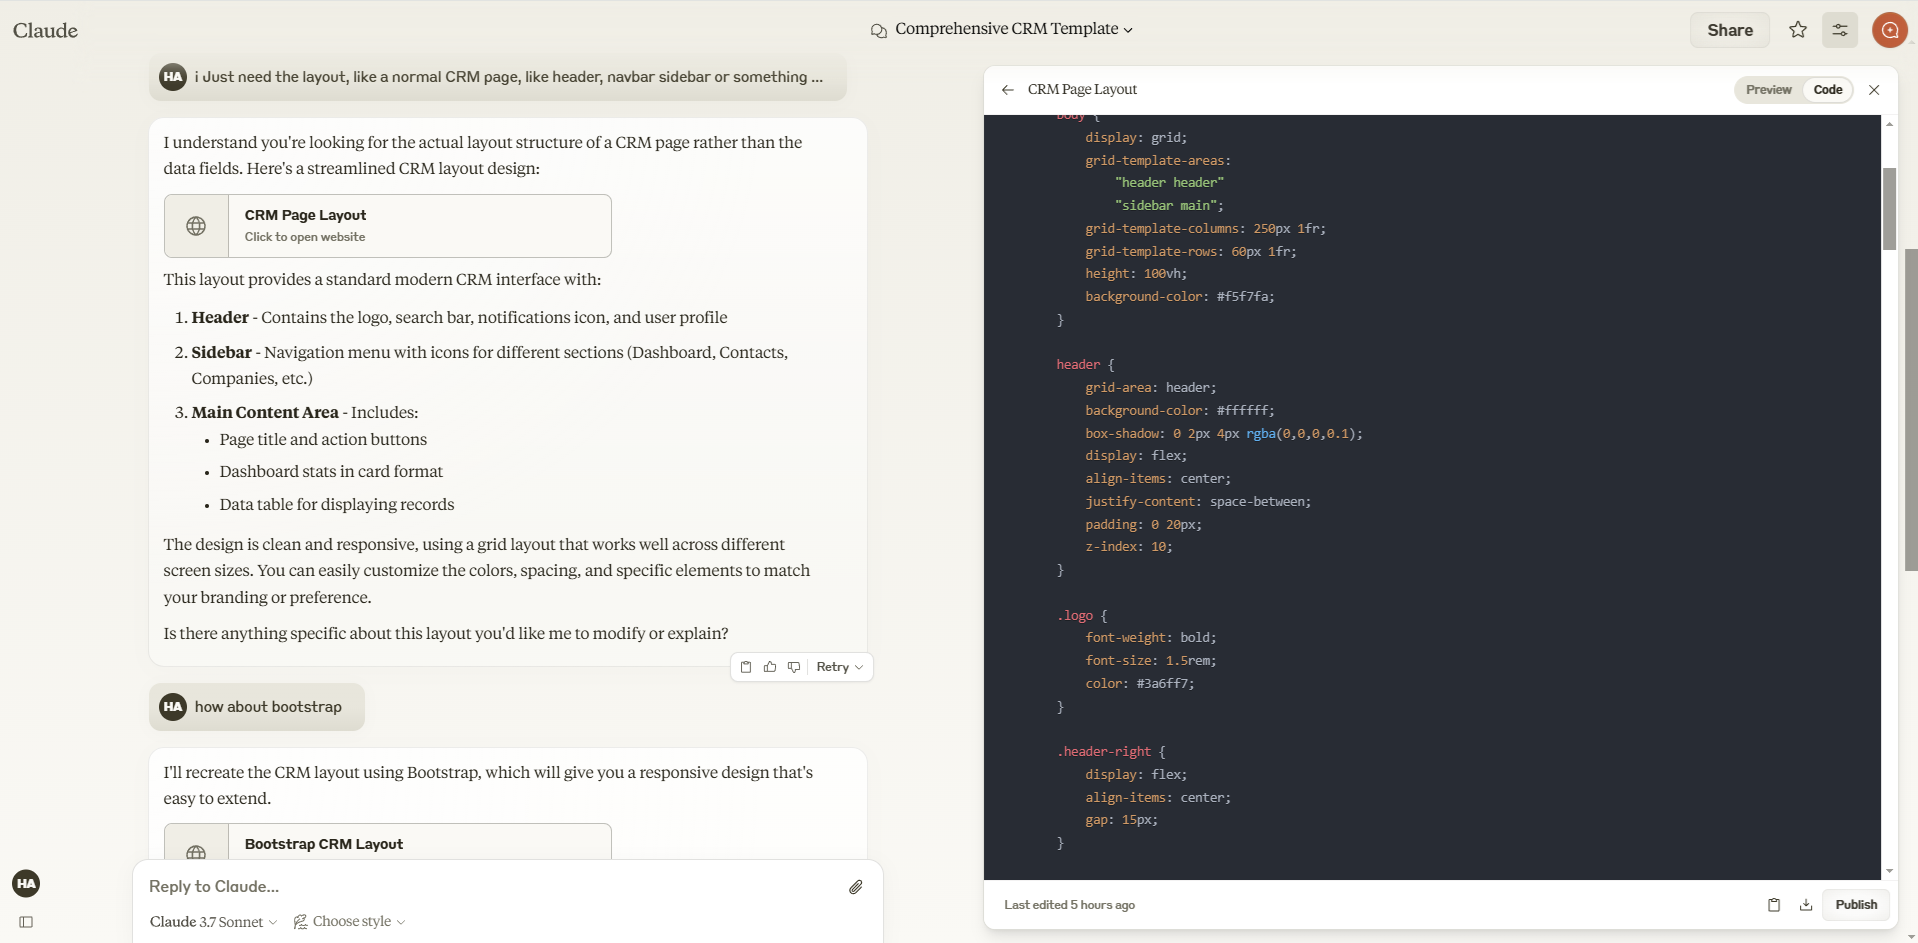 Claude
Comprehensive CRM Template
Share
HA
i Just need the layout, like a normal CRM page, like header, navbar sidebar or something ...
I understand you're looking for the actual layout structure of a CRM page rather than the
data fields. Here's a streamlined CRM layout design:
CRM Page Layout
Click to open website
This layout provides a standard modern CRM interface with:
1. Header - Contains the logo, search bar, notifications icon, and user profile
2. Sidebar - Navigation menu with icons for different sections (Dashboard, Contacts,
Companies, etc.)
3. Main Content Area - Includes:
• Page title and action buttons
• Dashboard stats in card format
• Data table for displaying records
The design is clean and responsive, using a grid layout that works well across different
screen sizes. You can easily customize the colors, spacing, and specific elements to match
your branding or preference.
Is there anything specific about this layout you'd like me to modify or explain?
Retry
HA
how about bootstrap
I'll recreate the CRM layout using Bootstrap, which will give you a responsive design that's
easy to extend.
Bootstrap CRM Layout
HA
Reply to Claude...
Claude 3.7 Sonnet
Choose style
CRM Page Layout
Preview
Code
body {
display: grid;
grid-template-areas:
"header header"
"sidebar main";
grid-template-columns: 250px 1fr;
grid-template-rows: 60px 1fr;
height: 100vh;
background-color: #f5f7fa;
}
header {
grid-area: header;
background-color: #ffffff;
box-shadow: 0 2px 4px rgba(0,0,0,0.1);
display: flex;
align-items: center;
justify-content: space-between;
padding: 0 20px;
z-index: 10;
}
.logo {
font-weight: bold;
font-size: 1.5rem;
color: #3a6ff7;
}
.header-right {
display: flex;
align-items: center;
gap: 15px;
}
Last edited 5 hours ago
Publish